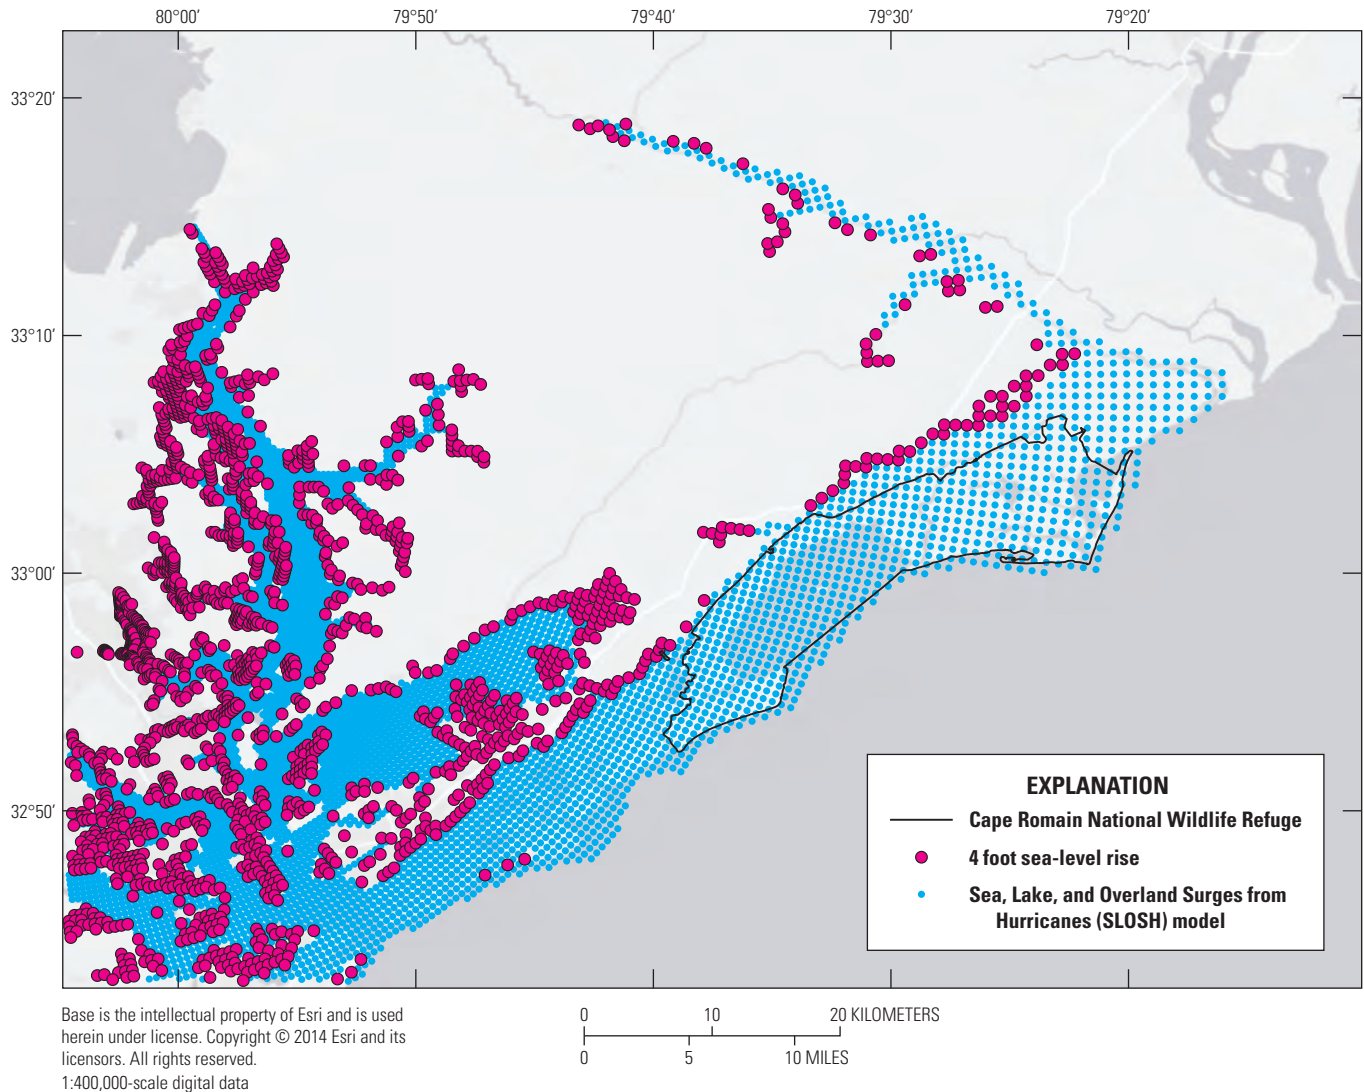 80°00′ 79°50′ 79°40′ 79°30′ 79°20′
33°20′
33°10′
33°00′
32°50′
EXPLANATION
Cape Romain National Wildlife Refuge
4 foot sea-level rise
Sea, Lake, and Overland Surges from
Hurricanes (SLOSH) model
Base is the intellectual property of Esri and is used
herein under license. Copyright © 2014 Esri and its
licensors. All rights reserved.
1:400,000-scale digital data
0 10 20 KILOMETERS
0 5 10 MILES